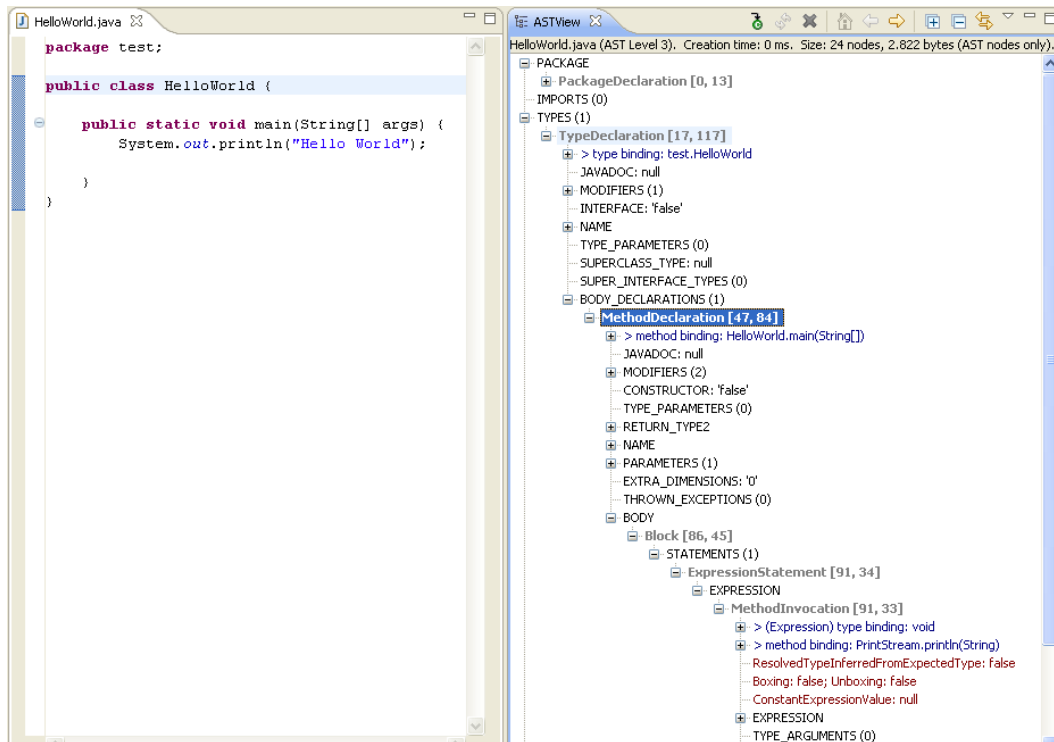 HelloWorld.java
package test;
public class HelloWorld {
public static void main(String[] args) {
System.out.println("Hello World");
}
}
ASTView
HelloWorld.java (AST Level 3). Creation time: 0 ms. Size: 24 nodes, 2.822 bytes (AST nodes only).
PACKAGE
PackageDeclaration [0, 13]
IMPORTS (0)
TYPES (1)
TypeDeclaration [17, 117]
> type binding: test.HelloWorld
JAVADOC: null
MODIFIERS (1)
INTERFACE: 'false'
NAME
TYPE_PARAMETERS (0)
SUPERCLASS_TYPE: null
SUPER_INTERFACE_TYPES (0)
BODY_DECLARATIONS (1)
MethodDeclaration [47, 84]
> method binding: HelloWorld.main(String[])
JAVADOC: null
MODIFIERS (2)
CONSTRUCTOR: 'false'
TYPE_PARAMETERS (0)
RETURN_TYPE2
NAME
PARAMETERS (1)
EXTRA_DIMENSIONS: '0'
THROWN_EXCEPTIONS (0)
BODY
Block [86, 45]
STATEMENTS (1)
ExpressionStatement [91, 34]
EXPRESSION
MethodInvocation [91, 33]
> (Expression) type binding: void
> method binding: PrintStream.println(String)
ResolvedTypeInferredFromExpectedType: false
Boxing: false; Unboxing: false
ConstantExpressionValue: null
EXPRESSION
TYPE_ARGUMENTS (0)